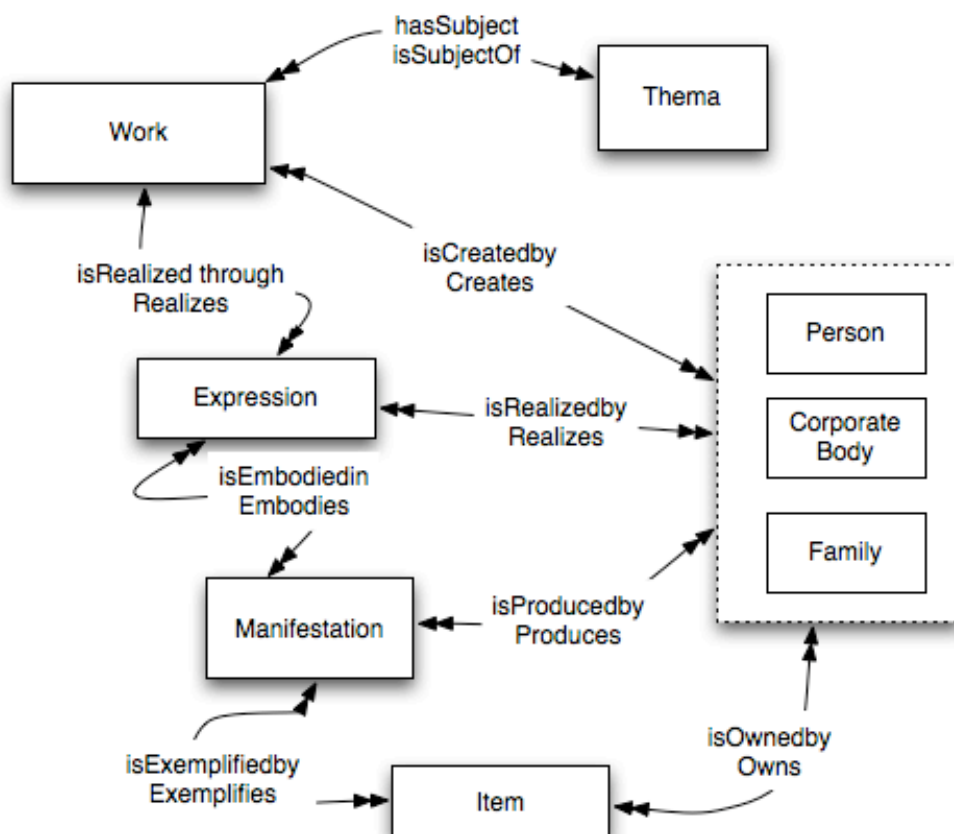 hasSubject
isSubjectOf
Thema
Work
isCreatedby
Creates
isRealized through
Realizes
Person
Expression
isRealizedby
Realizes
Corporate
Body
isEmbodiedin
Embodies
Family
Manifestation
isProducedby
Produces
isOwnedby
Owns
isExemplifiedby
Exemplifies
Item